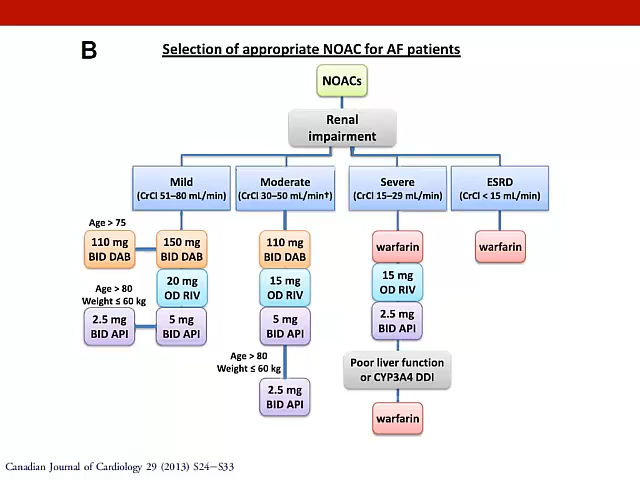 B
Selection of appropriate NOAC for AF patients
NOACs
Renal
impairment
Mild
(CrCl 51–80 mL/min)
Moderate
(CrCl 30–50 mL/min†)
Severe
(CrCl 15–29 mL/min)
ESRD
(CrCl < 15 mL/min)
Age > 75
110 mg
BID DAB
150 mg
BID DAB
110 mg
BID DAB
warfarin
warfarin
20 mg
OD RIV
15 mg
OD RIV
15 mg
OD RIV
Age > 80
Weight ≤ 60 kg
2.5 mg
BID API
5 mg
BID API
5 mg
BID API
2.5 mg
BID API
Age > 80
Weight ≤ 60 kg
2.5 mg
BID API
Poor liver function
or CYP3A4 DDI
warfarin
Canadian Journal of Cardiology 29 (2013) S24–S33